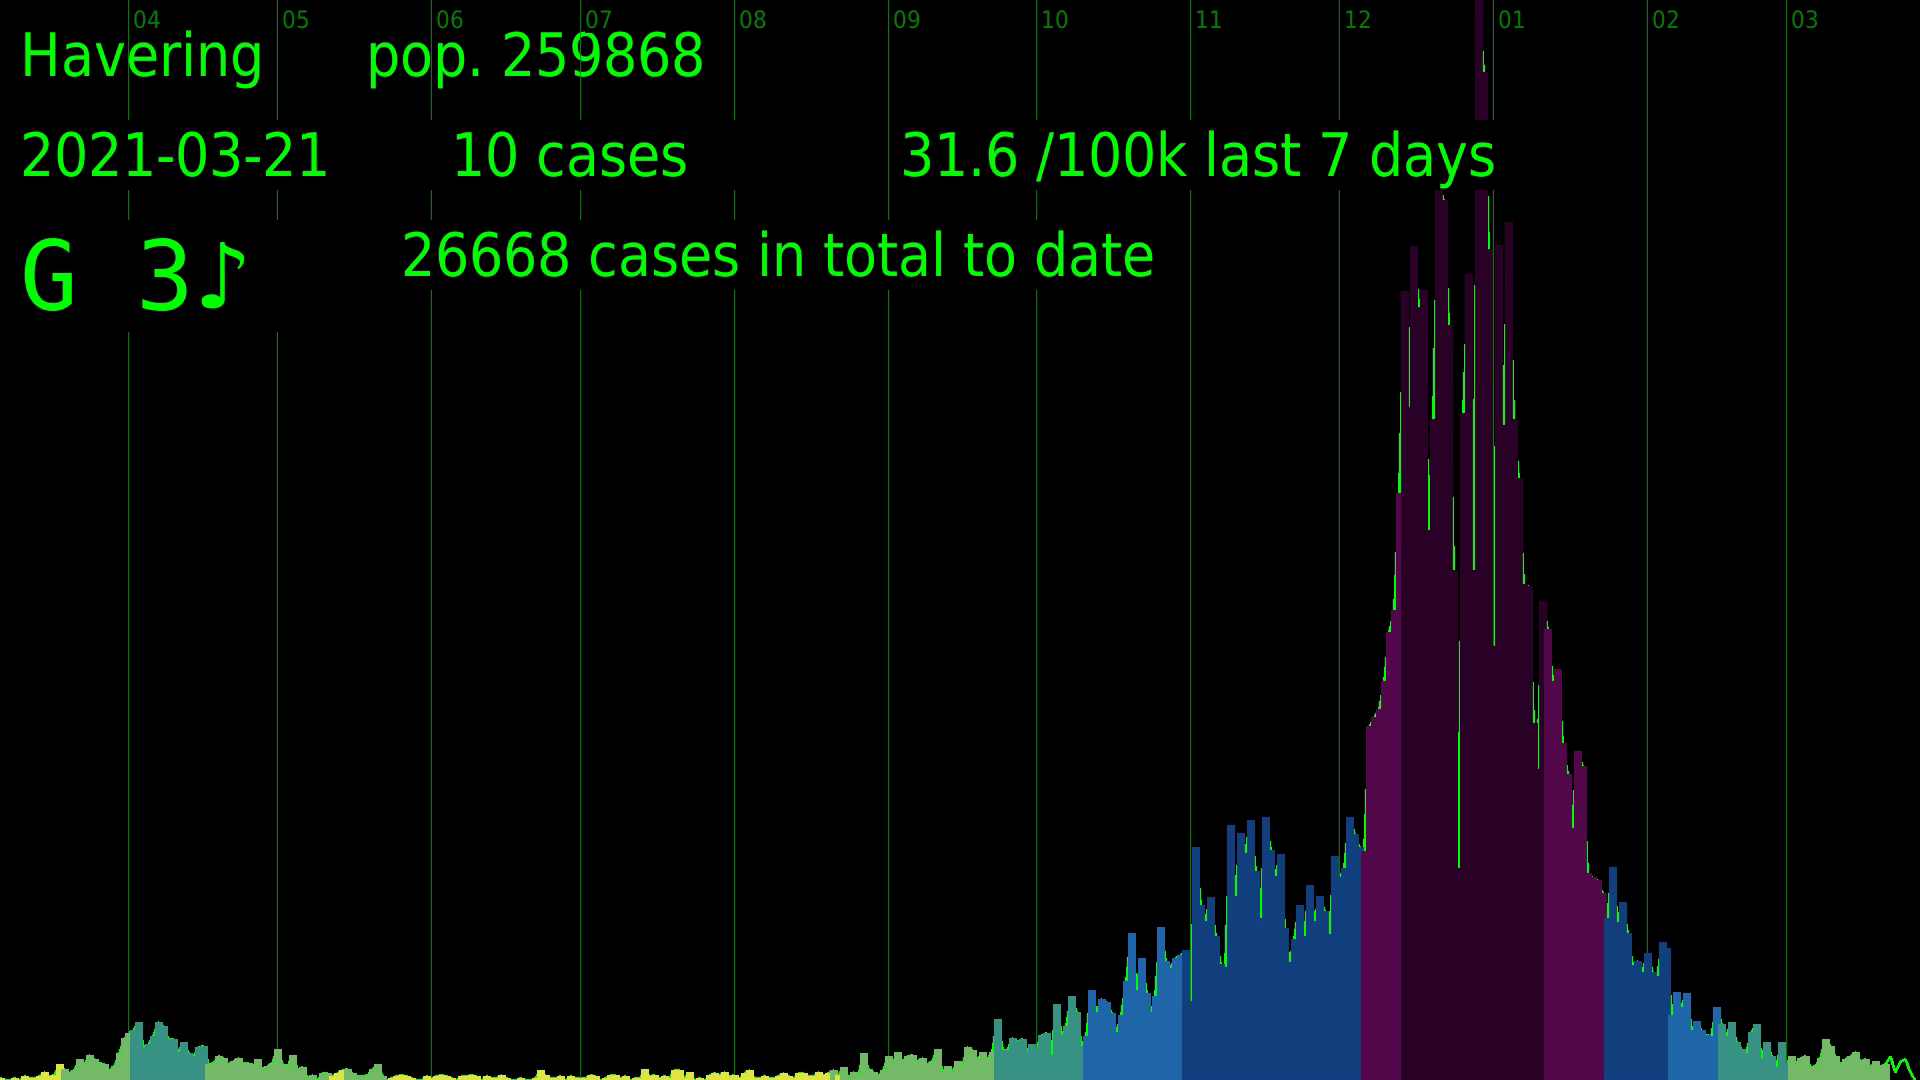 04 05 06 07 08 09 10 11 12 01 02 03
Havering pop. 259868
2021-03-21 10 cases 31.6 /100k last 7 days
G 3♪ 26668 cases in total to date